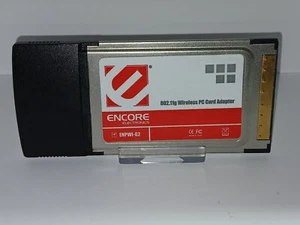 802.11g Wireless PC Card Adapter
ENCORE
ELECTRONICS
ENPWI-G2
CE FC